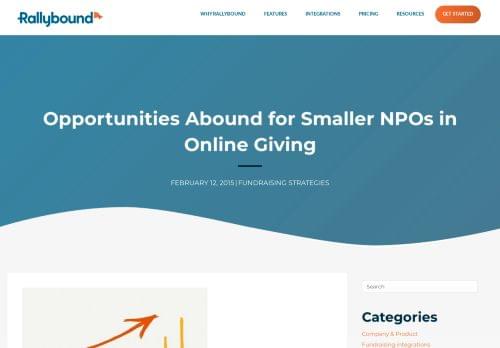 Rallybound
WHY RALLYBOUND
FEATURES
INTEGRATIONS
PRICING
RESOURCES
GET STARTED
Opportunities Abound for Smaller NPOs in
Online Giving
FEBRUARY 12, 2015 | FUNDRAISING STRATEGIES
Search
Categories
Company & Product
Fundraising integrations